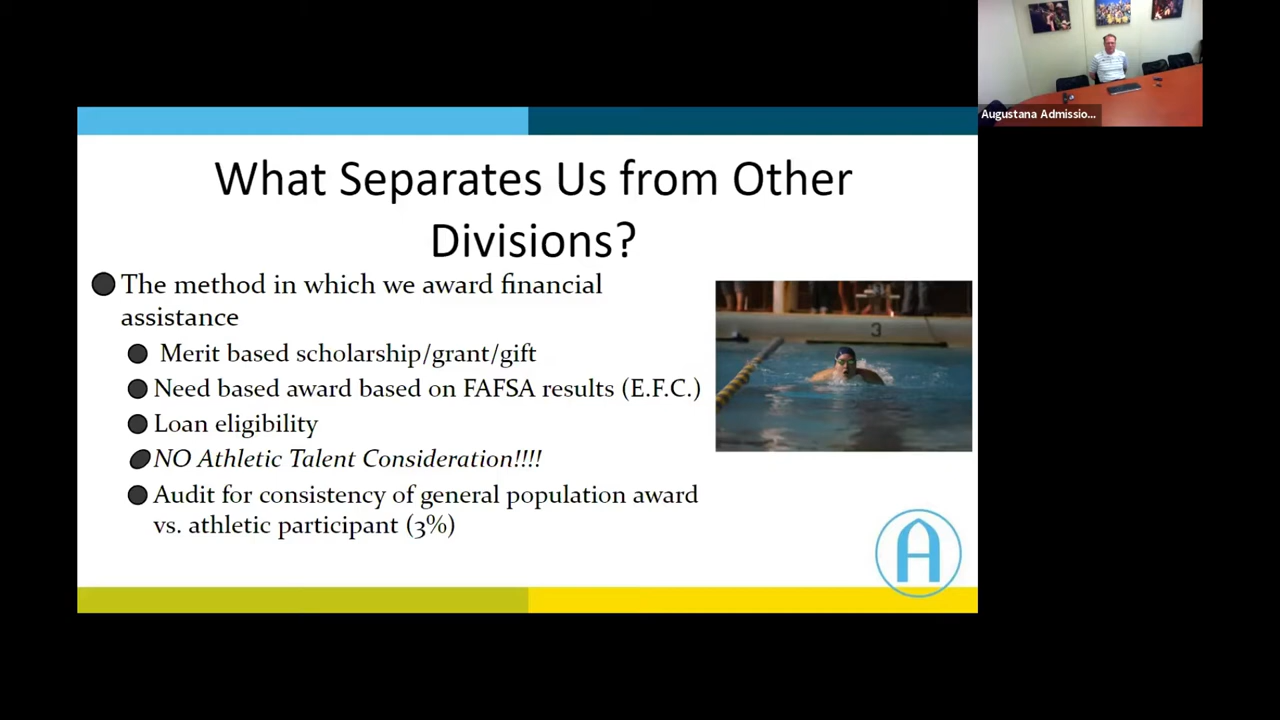 Augustana Admissio...
What Separates Us from Other
Divisions?
The method in which we award financial
assistance
Merit based scholarship/grant/gift
Need based award based on FAFSA results (E.F.C.)
Loan eligibility
NO Athletic Talent Consideration!!!!
Audit for consistency of general population award
vs. athletic participant (3%)
3
A